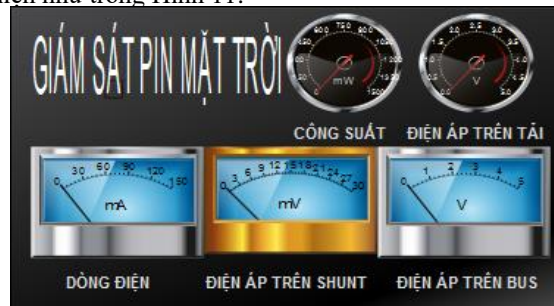 GIÁM SÁT PIN MẶT TRỜI
mW
V
CÔNG SUẤT ĐIỆN ÁP TRÊN TẢI
0 30 60 90 120 150
mA
0 3 6 9 12 15 18 21 24 27 30
mV
0 1 2 3 4 5
V
DÒNG ĐIỆN ĐIỆN ÁP TRÊN SHUNT ĐIỆN ÁP TRÊN BUS